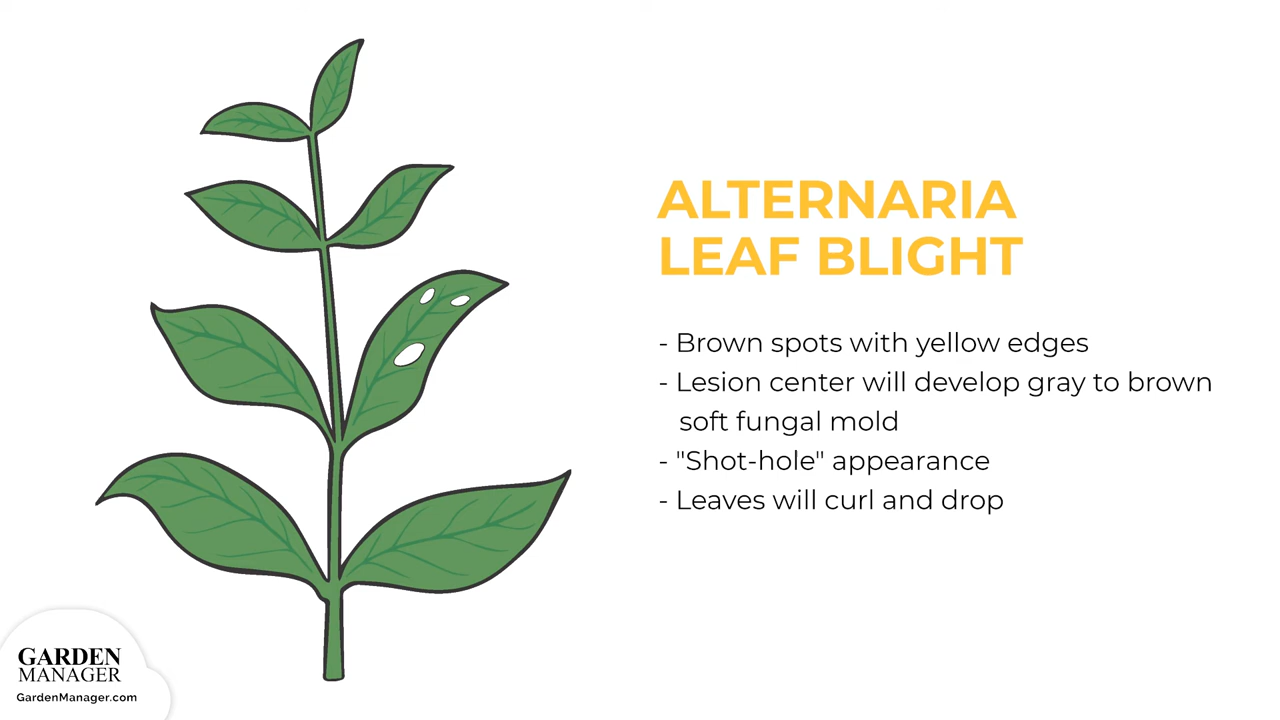 ALTERNARIA
LEAF BLIGHT
- Brown spots with yellow edges
- Lesion center will develop gray to brown
soft fungal mold
- "Shot-hole" appearance
- Leaves will curl and drop
GARDEN
MANAGER
GardenManager.com